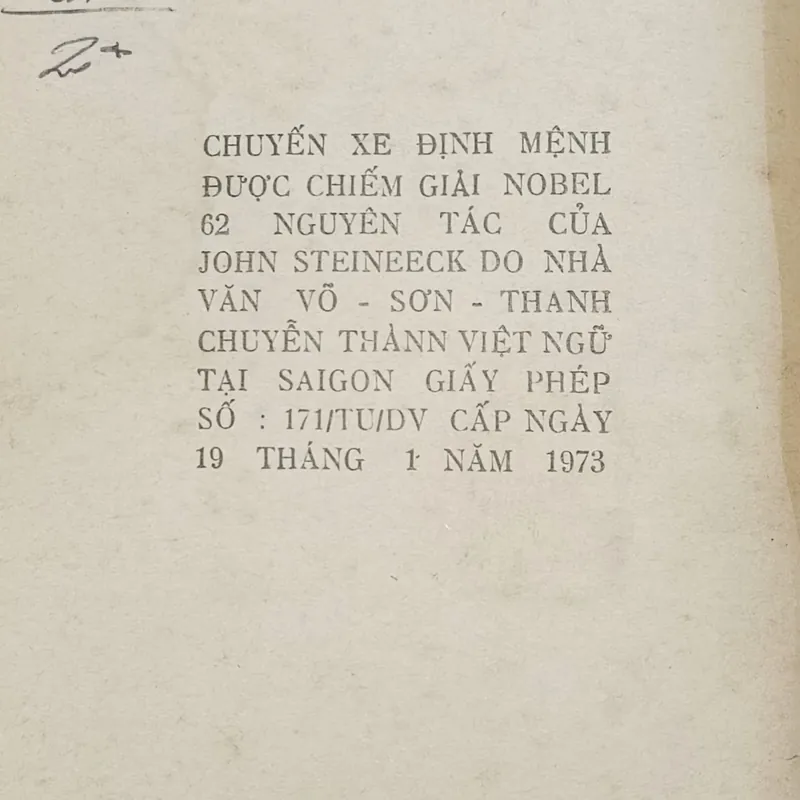 2+
CHUYẾN XE ĐỊNH MỆNH
ĐƯỢC CHIẾM GIẢI NOBEL
62 NGUYÊN TÁC CỦA
JOHN STEINEECK DO NHÀ
VĂN VÕ - SƠN - THANH
CHUYỄN THÀNN VIỆT NGỮ
TẠI SAIGON GIẤY PHÉP
SỐ : 171/TU/DV CẤP NGÀY
19 THÁNG 1 NĂM 1973